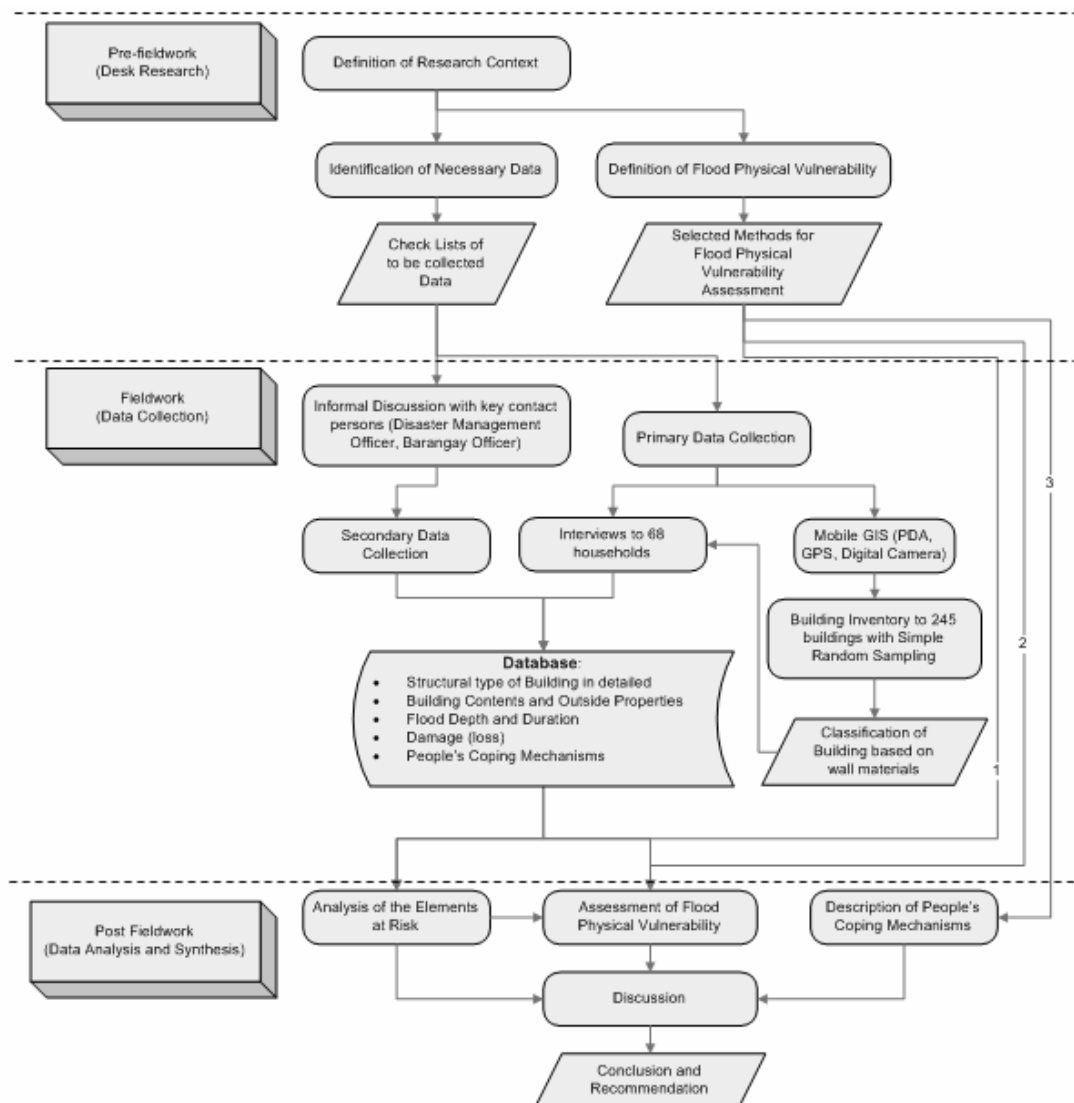 Pre-fieldwork
(Desk Research)
Definition of Research Context
Identification of Necessary Data
Definition of Flood Physical Vulnerability
Check Lists of
to be collected
Data
Selected Methods for
Flood Physical
Vulnerability
Assessment
Fieldwork
(Data Collection)
Informal Discussion with key contact
persons (Disaster Management
Officer, Barangay Officer)
Primary Data Collection
3
Secondary Data
Collection
Interviews to 68
households
Mobile GIS (PDA,
GPS, Digital Camera)
Building Inventory to 245
buildings with Simple
Random Sampling
2
Database:
• Structural type of Building in detailed
• Building Contents and Outside Properties
• Flood Depth and Duration
• Damage (loss)
• People's Coping Mechanisms
Classification of
Building based on
wall materials
1
Post Fieldwork
(Data Analysis and Synthesis)
Analysis of the Elements
at Risk
Assessment of Flood
Physical Vulnerability
Description of People's
Coping Mechanisms
Discussion
Conclusion and
Recommendation